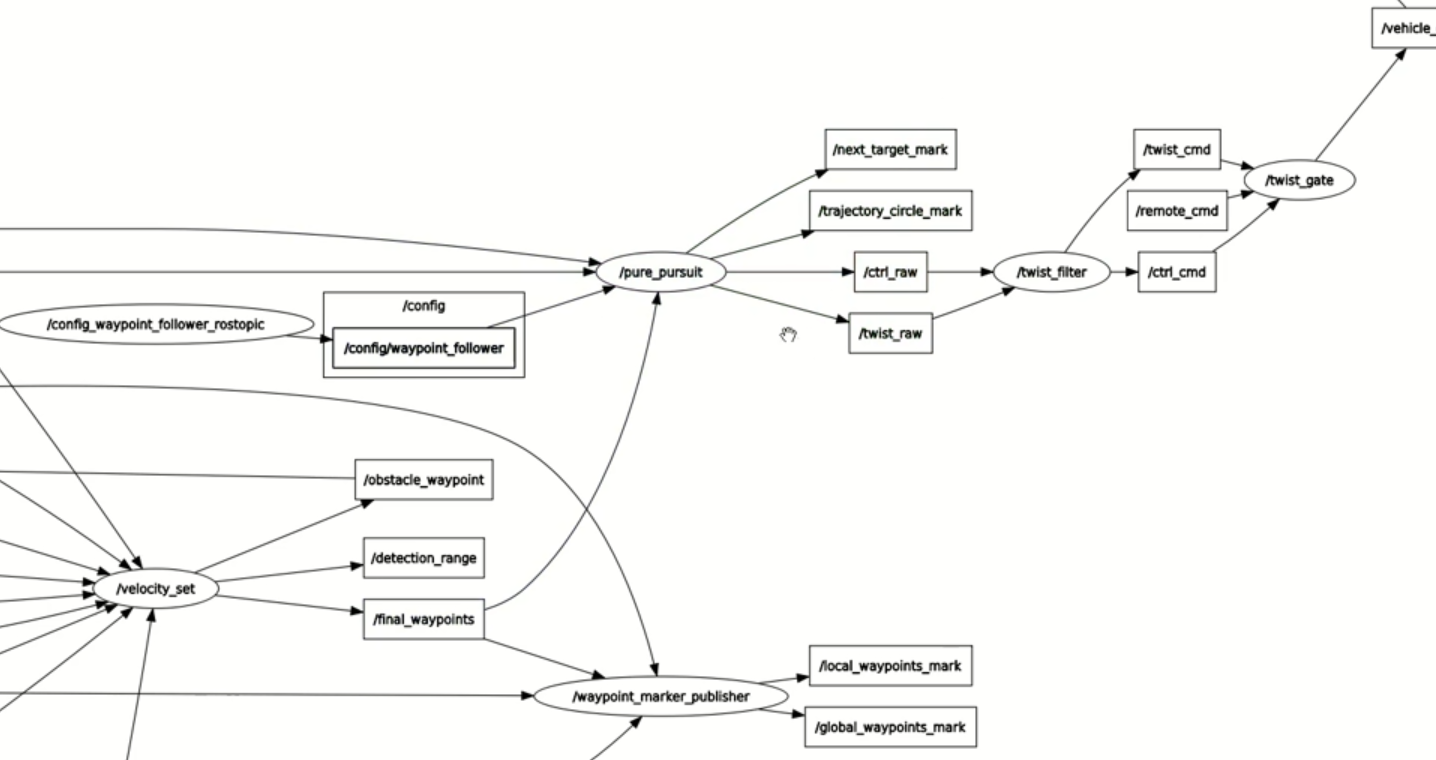 /vehicle_
/next_target_mark
/twist_cmd
/twist_gate
/trajectory_circle_mark
/remote_cmd
/pure_pursuit
/ctrl_raw
/twist_filter
/ctrl_cmd
/config
/config_waypoint_follower_rostopic
/twist_raw
/config/waypoint_follower
/obstacle_waypoint
/detection_range
/velocity_set
/final_waypoints
/local_waypoints_mark
/waypoint_marker_publisher
/global_waypoints_mark